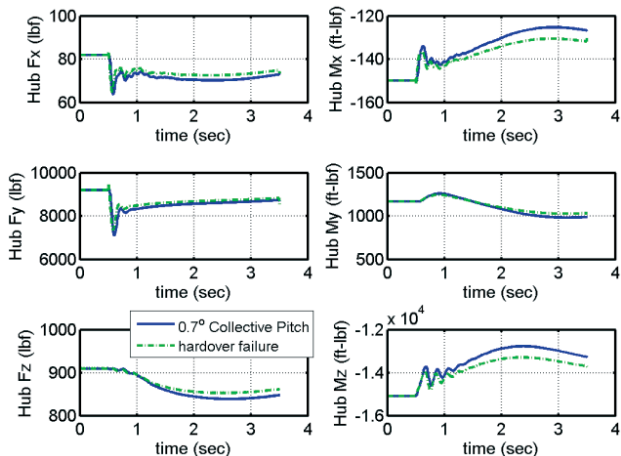 100
80
60
Hub Fx (lbf)
0 1 2 3 4
time (sec)
-120
-140
-160
Hub Mx (ft-lbf)
0 1 2 3 4
time (sec)
10000
8000
6000
Hub Fy (lbf)
0 1 2 3 4
time (sec)
1500
1000
500
Hub My (ft-lbf)
0 1 2 3 4
time (sec)
1000
900
800
Hub Fz (lbf)
0.7° Collective Pitch
hardover failure
0 1 2 3 4
time (sec)
x 10⁴
-1.2
-1.4
-1.6
Hub Mz (ft-lbf)
0 1 2 3 4
time (sec)